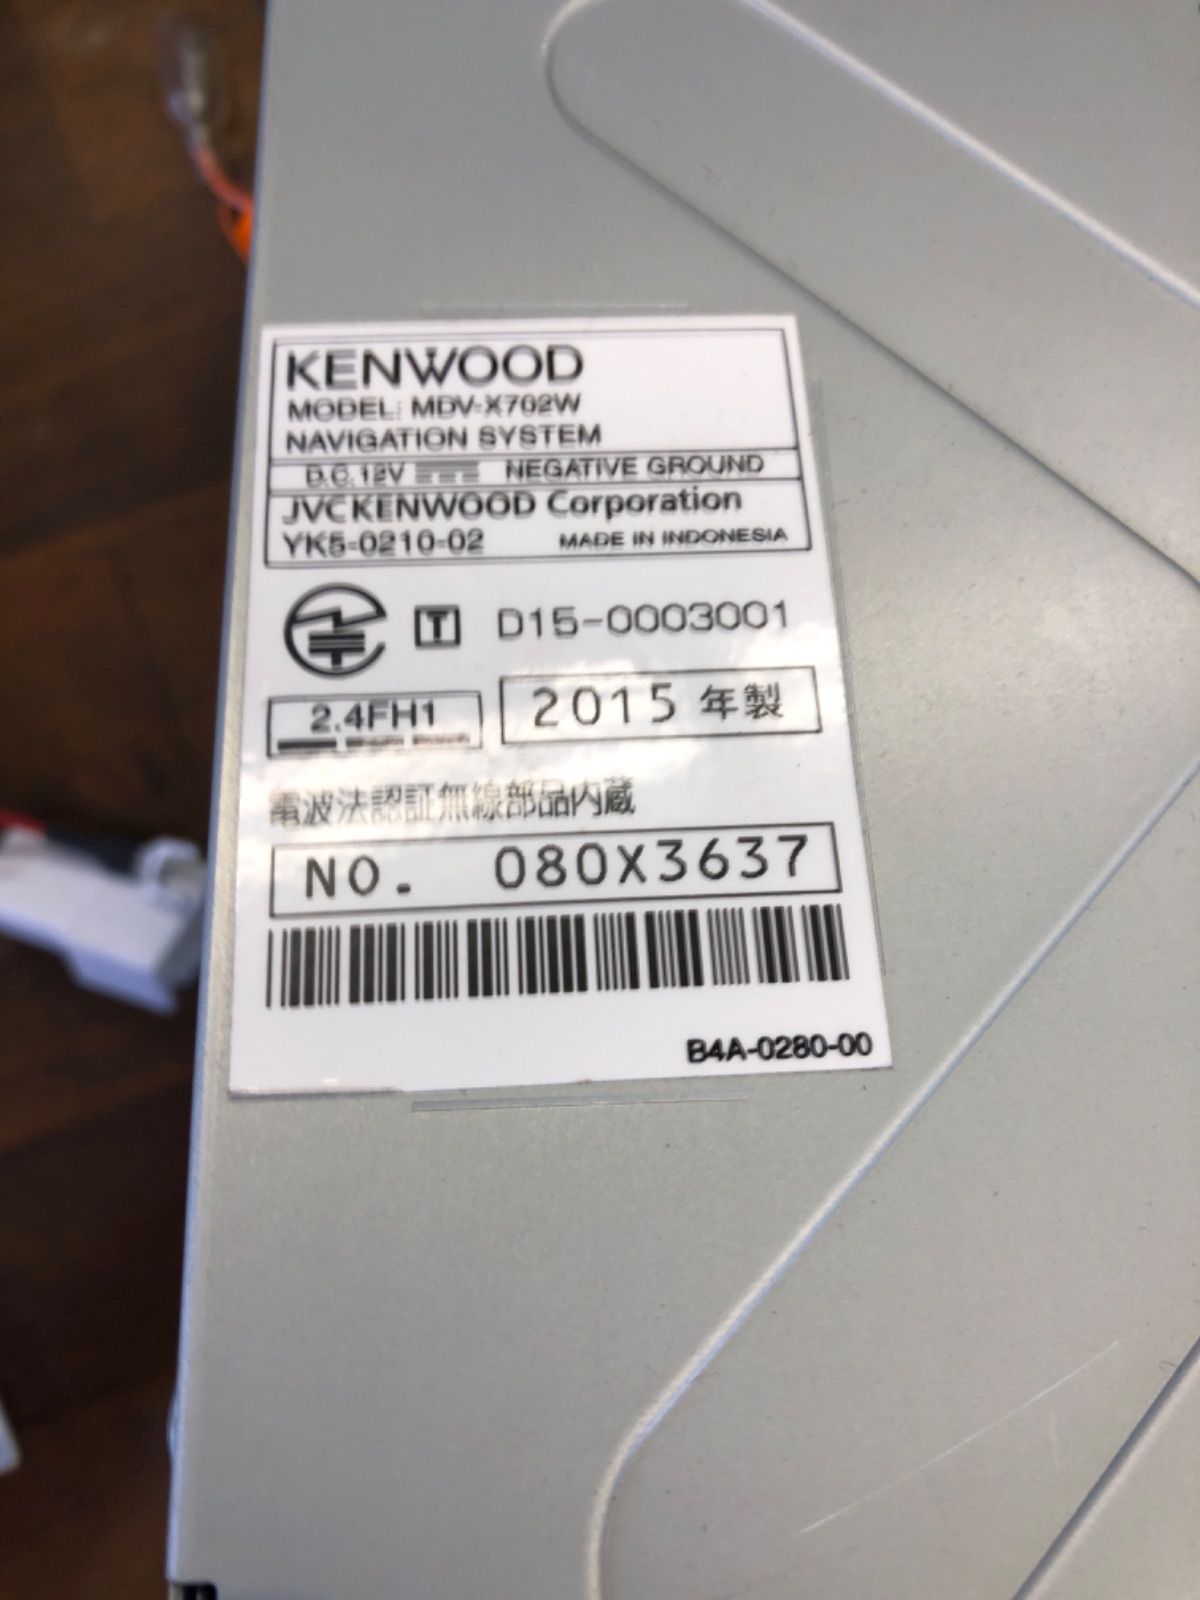 KENWOOD
MODEL: MDV-X702W
NAVIGATION SYSTEM
D.C.12V NEGATIVE GROUND
JVCKENWOOD Corporation
YK5-0210-02 MADE IN INDONESIA
T D15-0003001
2.4FH1 2015 年製
電波法認証無線部品内蔵
NO. 080X3637
B4A-0280-00